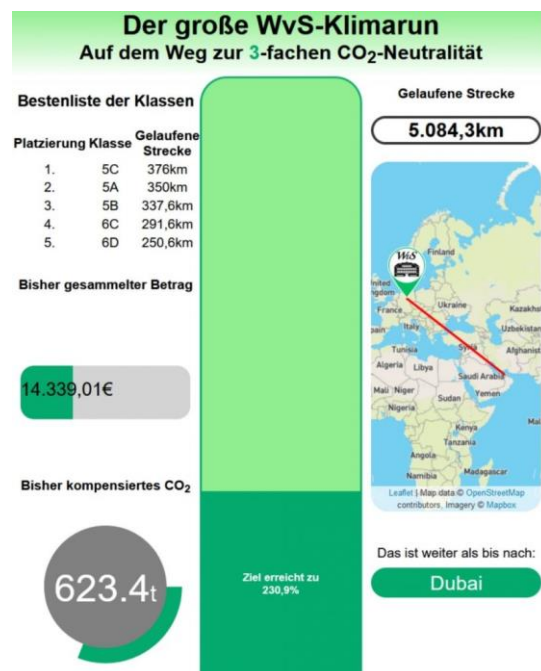 Der große WvS-Klimarun
Auf dem Weg zur 3-fachen CO₂-Neutralität
Bestenliste der Klassen
Platzierung Klasse Gelaufene Strecke
1. 5C 376km
2. 5A 350km
3. 5B 337,6km
4. 6C 291,6km
5. 6D 250,6km
Bisher gesammelter Betrag
14.339,01€
Bisher kompensiertes CO₂
623.4t
Ziel erreicht zu
230,9%
Gelaufene Strecke
5.084,3km
WvS
Finland
United
Kingdom
Ukraine
France
Kazakhs
Italy
Uzbekistan
Spain
Tunisia
Syria
Afghanist
Algeria
Libya
Saudi Arabia
Mali
Niger
Sudan
Yemen
Nigeria
Kenya
Tanzania
Angola
Namibia
Madagascar
Leaflet | Map data © OpenStreetMap
contributors, Imagery © Mapbox
Das ist weiter als bis nach:
Dubai